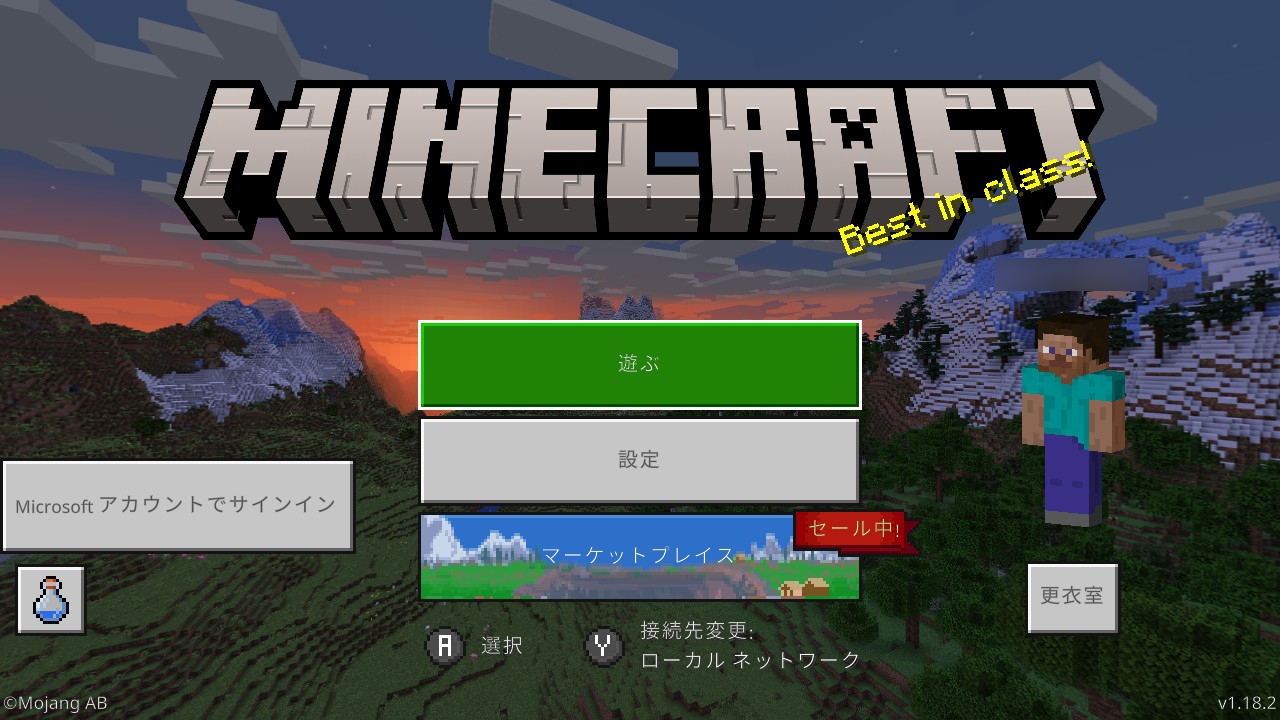 MINECRAFT
Best in class!
遊ぶ
設定
Microsoft アカウントでサインイン
セール中!
マーケットプレイス
更衣室
A 選択
Y 接続先変更:
ローカル ネットワーク
©Mojang AB
v1.18.2